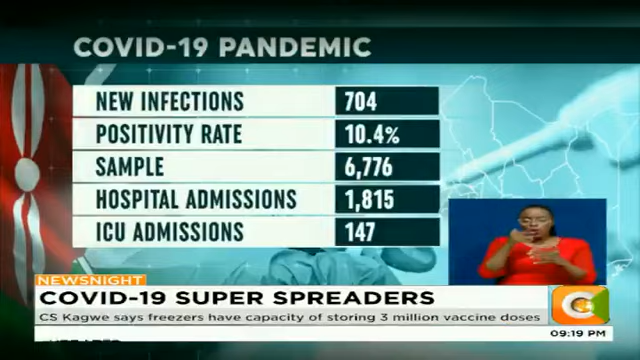 COVID-19 PANDEMIC
NEW INFECTIONS 704
POSITIVITY RATE 10.4%
SAMPLE 6,776
HOSPITAL ADMISSIONS 1,815
ICU ADMISSIONS 147
NEWSNIGHT
COVID-19 SUPER SPREADERS
CS Kagwe says freezers have capacity of storing 3 million vaccine doses
09:19 PM